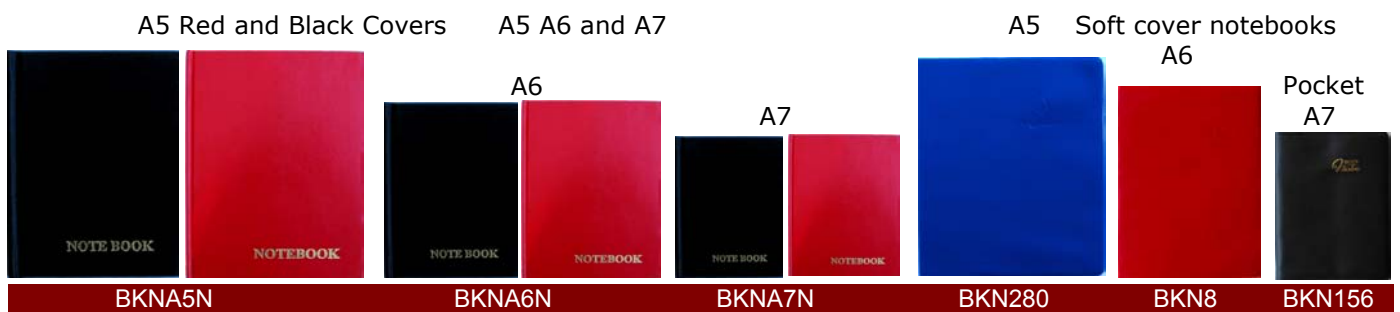 A5 Red and Black Covers A5 A6 and A7
A5 Soft cover notebooks
A6
A6
A7
Pocket
A7
NOTE BOOK
NOTEBOOK
NOTE BOOK
NOTEBOOK
NOTE BOOK
NOTEBOOK
BKNA5N
BKNA6N
BKNA7N
BKN280
BKN8
BKN156